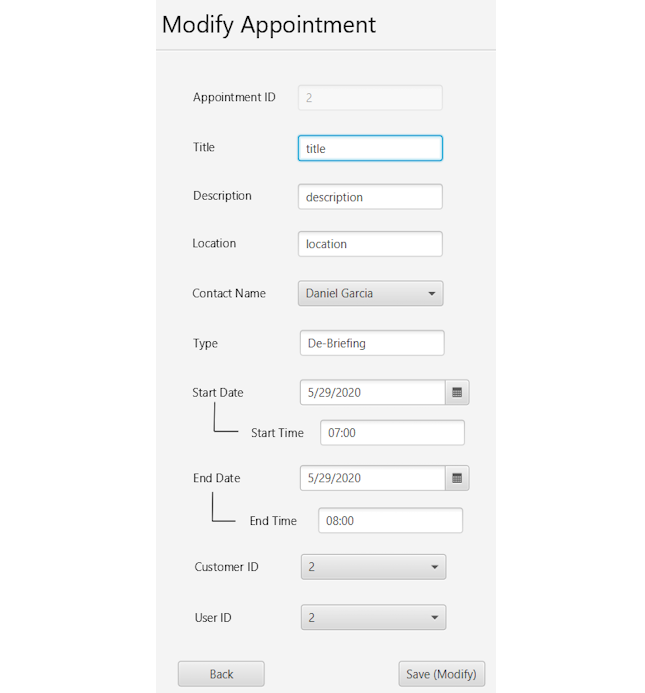 Modify Appointment
Appointment ID 2
Title title
Description description
Location location
Contact Name Daniel Garcia
Type De-Briefing
Start Date 5/29/2020
Start Time 07:00
End Date 5/29/2020
End Time 08:00
Customer ID 2
User ID 2
Back Save (Modify)